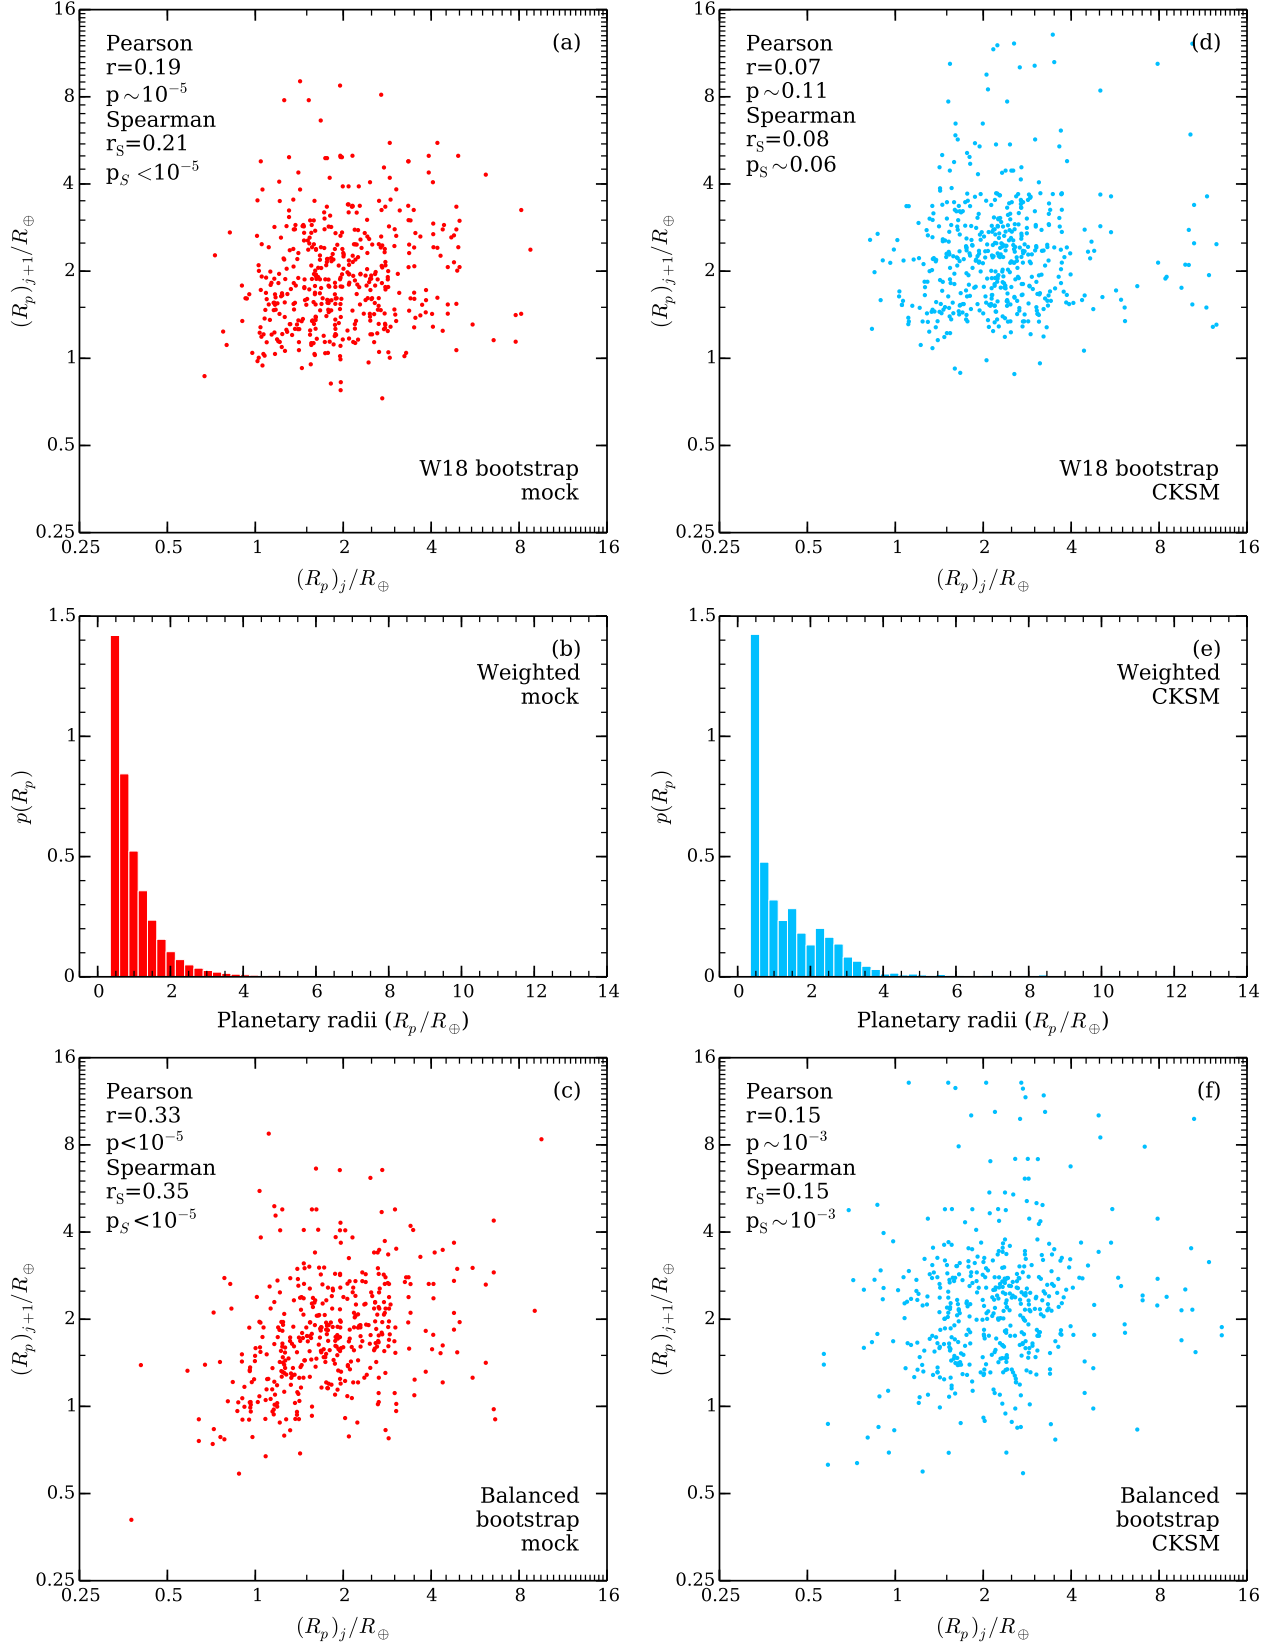 16
8
4
2
1
0.5
0.25
(R_p)_{j+1}/R_⊕
Pearson
r=0.19
p∼10^{−5}
Spearman
r_S=0.21
p_S <10^{−5}
(a)
W18 bootstrap
mock
0.25 0.5 1 2 4 8 16
(R_p)_j/R_⊕
16
8
4
2
1
0.5
0.25
(R_p)_{j+1}/R_⊕
Pearson
r=0.07
p∼0.11
Spearman
r_S=0.08
p_S∼0.06
(d)
W18 bootstrap
CKSM
0.25 0.5 1 2 4 8 16
(R_p)_j/R_⊕
1.5
1
0.5
0
p(R_p)
(b)
Weighted
mock
0 2 4 6 8 10 12 14
Planetary radii (R_p/R_⊕)
1.5
1
0.5
0
p(R_p)
(e)
Weighted
CKSM
0 2 4 6 8 10 12 14
Planetary radii (R_p/R_⊕)
16
8
4
2
1
0.5
0.25
(R_p)_{j+1}/R_⊕
Pearson
r=0.33
p<10^{−5}
Spearman
r_S=0.35
p_S<10^{−5}
(c)
Balanced
bootstrap
mock
0.25 0.5 1 2 4 8 16
(R_p)_j/R_⊕
16
8
4
2
1
0.5
0.25
(R_p)_{j+1}/R_⊕
Pearson
r=0.15
p∼10^{−3}
Spearman
r_S=0.15
p_S∼10^{−3}
(f)
Balanced
bootstrap
CKSM
0.25 0.5 1 2 4 8 16
(R_p)_j/R_⊕